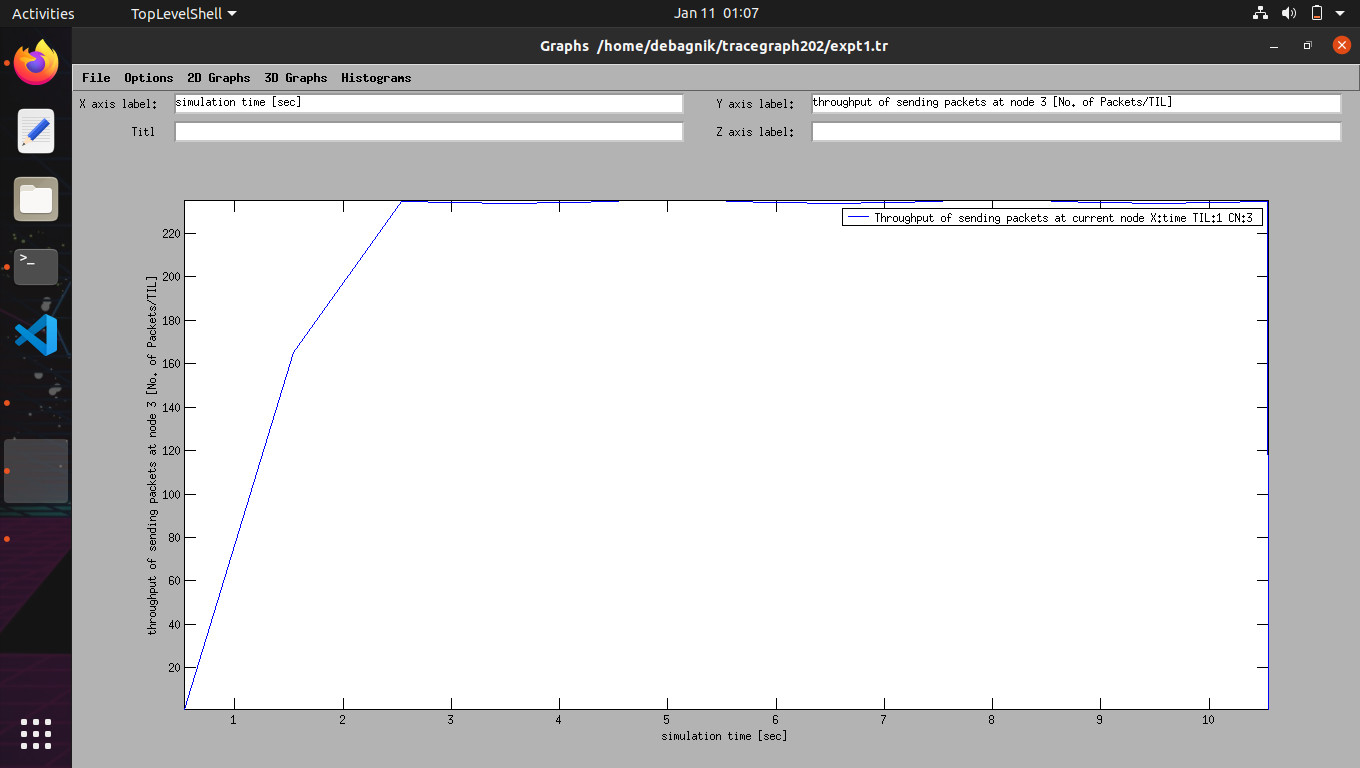 Activities TopLevelShell Jan 11 01:07
Graphs /home/debagnik/tracegraph202/expt1.tr
File Options 2D Graphs 3D Graphs Histograms
X axis label: simulation time [sec] Y axis label: throughput of sending packets at node 3 [No. of Packets/TIL]
Titl Z axis label:
Throughput of sending packets at current node X:time TIL:1 CN:3
throughput of sending packets at node 3 [No. of Packets/TIL]
220
200
180
160
140
120
100
80
60
40
20
1 2 3 4 5 6 7 8 9 10
simulation time [sec]
>_